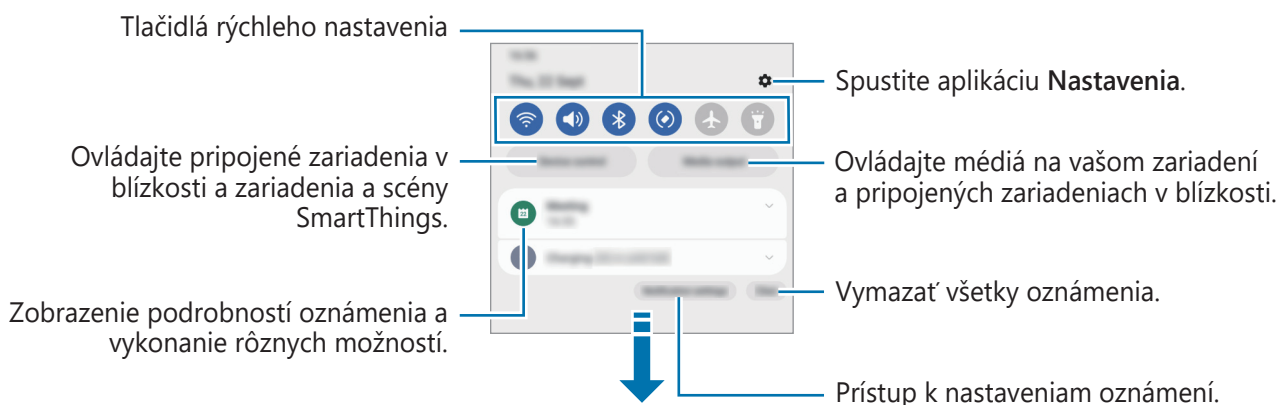 Tlačidlá rýchleho nastavenia
Spustite aplikáciu Nastavenia.
Ovládajte pripojené zariadenia v
blízkosti a zariadenia a scény
SmartThings.
Ovládajte médiá na vašom zariadení
a pripojených zariadeniach v blízkosti.
Zobrazenie podrobností oznámenia a
vykonanie rôznych možností.
Vymazať všetky oznámenia.
Prístup k nastaveniam oznámení.